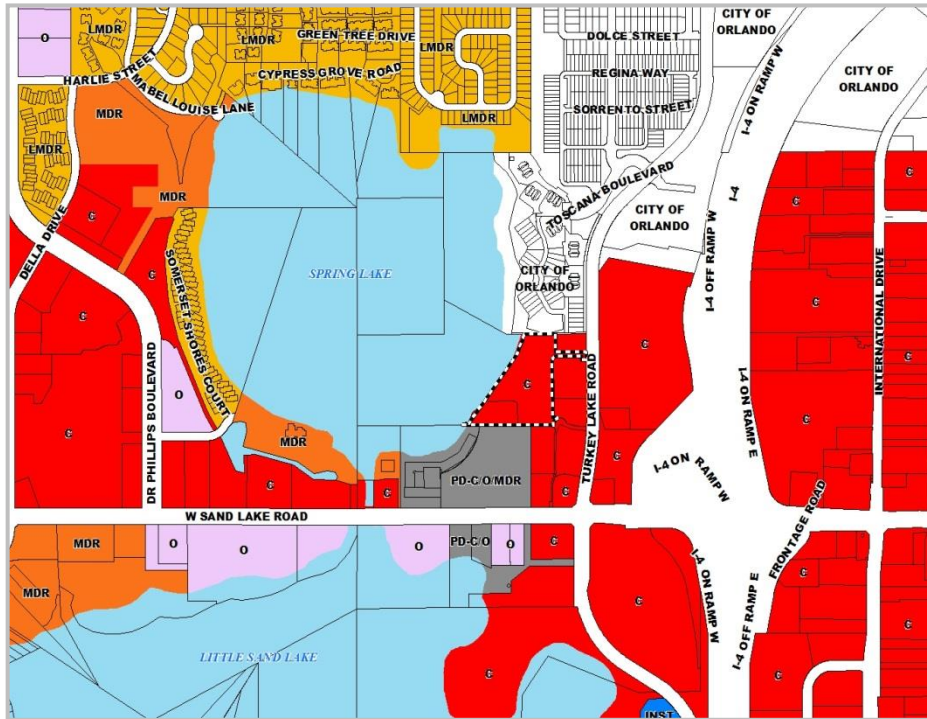 O
LMDR
LMDR
GREEN TREE DRIVE
LMDR
DOLCE STREET
CITY OF
ORLANDO
I-4 ON RAMP W
HARLIE STREET
MABEL LOUISE LANE
CYPRESS GROVE ROAD
REGINA WAY
CITY OF
ORLANDO
SORRENTO STREET
MDR
LMDR
LMDR
MDR
I-4
C
C
TOSCANA BOULEVARD
CITY OF
ORLANDO
I-4 OFF RAMP W
DELLA DRIVE
C
SOMERSET SHORES COURT
SPRING LAKE
CITY OF
ORLANDO
C
C
INTERNATIONAL DRIVE
C
DR PHILLIPS BOULEVARD
O
C
TURKEY LAKE ROAD
I-4 ON RAMP E
C
C
MDR
C
I-4 ON RAMP W
C
C
C
PD-C/O/MDR
C
FRONTAGE ROAD
W SAND LAKE ROAD
MDR
O
O
O
PD-C/O
O
C
I-4 ON RAMP W
C
MDR
C
I-4 OFF RAMP E
C
LITTLE SAND LAKE
C
C
INST